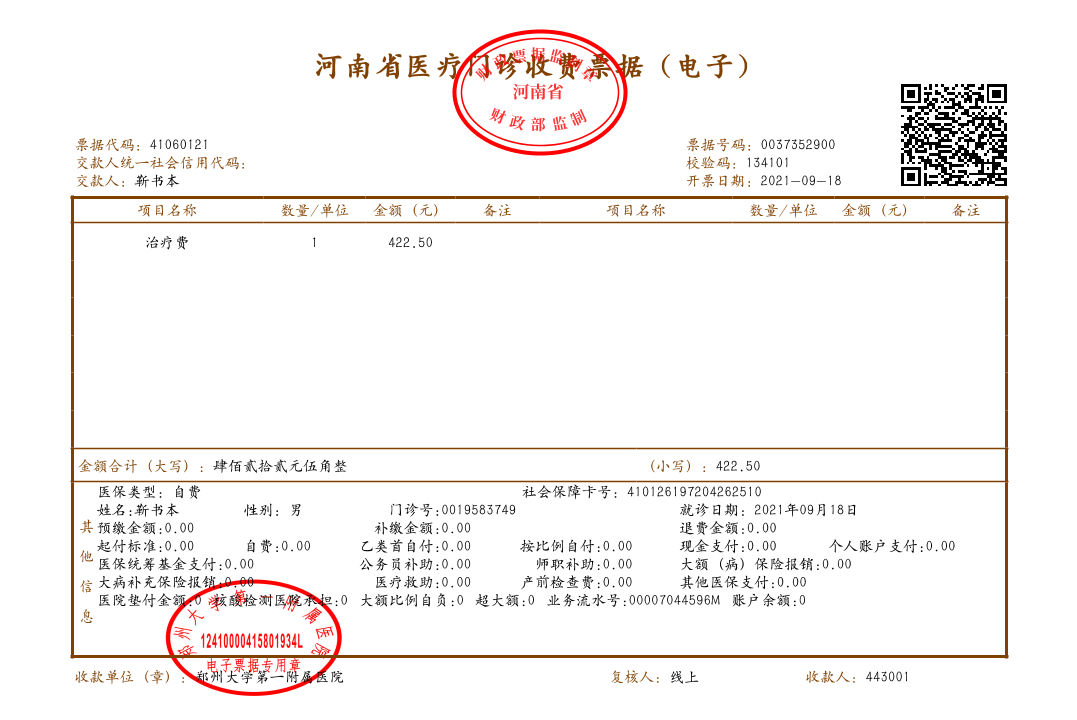 河南省医疗门诊收费票据（电子）
财政票据监制章
河南省
财政部监制
票据代码：41060121 票据号码：0037352900
交款人统一社会信用代码： 校验码：134101
交款人：靳书本 开票日期：2021-09-18
项目名称 数量/单位 金额（元） 备注 项目名称 数量/单位 金额（元） 备注
治疗费 1 422.50
金额合计（大写）：肆佰贰拾贰元伍角整 （小写）：422.50
其他信息
医保类型：自费 社会保障卡号：410126197204262510
姓名:靳书本 性别：男 门诊号:0019583749 就诊日期：2021年09月18日
预缴金额:0.00 补缴金额:0.00 退费金额:0.00
起付标准:0.00 自费:0.00 乙类首自付:0.00 按比例自付:0.00 现金支付:0.00 个人账户支付:0.00
医保统筹基金支付:0.00 公务员补助:0.00 师职补助:0.00 大额（病）保险报销:0.00
大病补充保险报销:0.00 医疗救助:0.00 产前检查费:0.00 其他医保支付:0.00
医院垫付金额:0 核酸检测医院承担:0 大额比例自负:0 超大额:0 业务流水号:00007044596M 账户余额:0
郑州大学第一附属医院
12410000415801934L
电子票据专用章
收款单位（章）：郑州大学第一附属医院 复核人：线上 收款人：443001